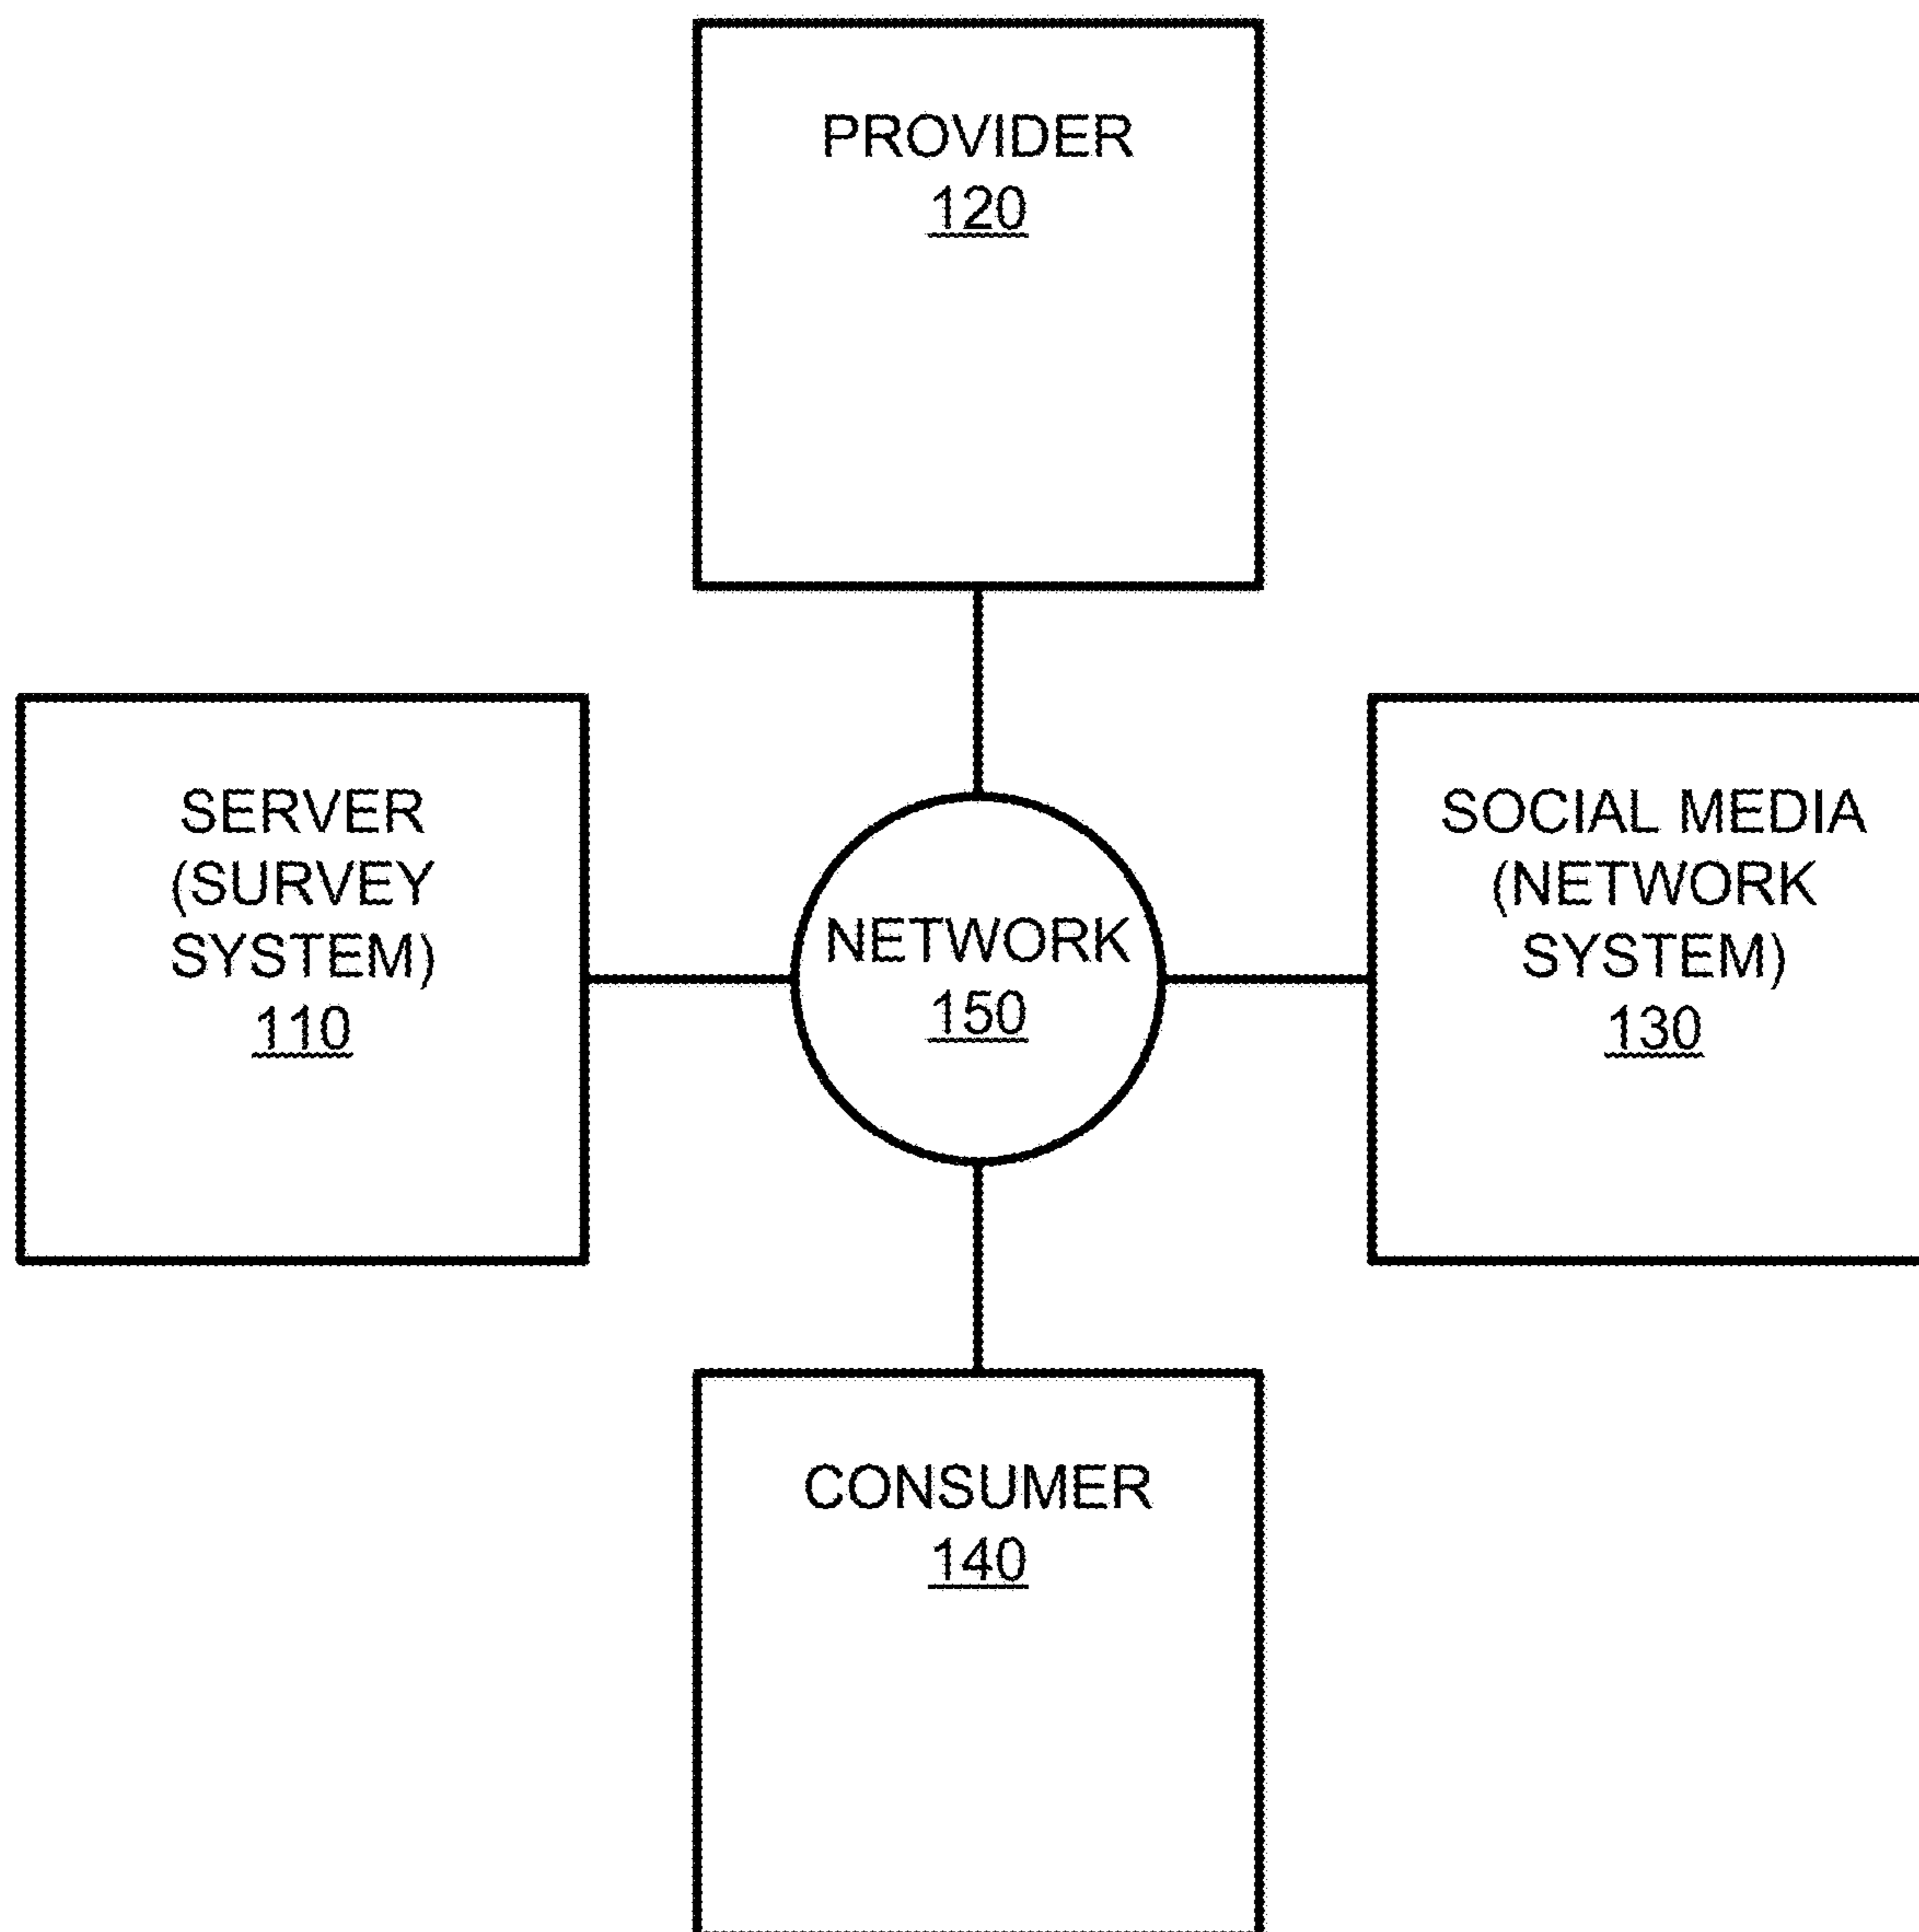 PROVIDER
120
SERVER
(SURVEY
SYSTEM)
110
NETWORK
150
SOCIAL MEDIA
(NETWORK
SYSTEM)
130
CONSUMER
140